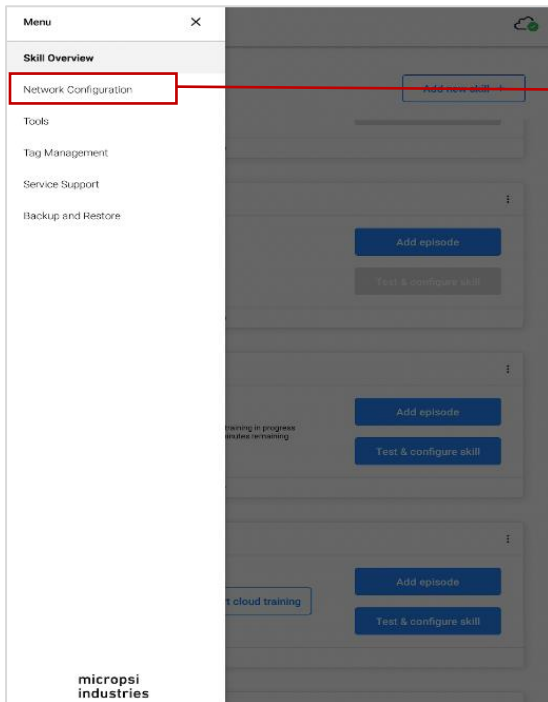 Menu
Skill Overview
Network Configuration
Add new skill +
Tools
Tag Management
Service Support
Backup and Restore
Add episode
Test & configure skill
training in progress
minutes remaining
Add episode
Test & configure skill
Add episode
t cloud training
Test & configure skill
micropsi
industries